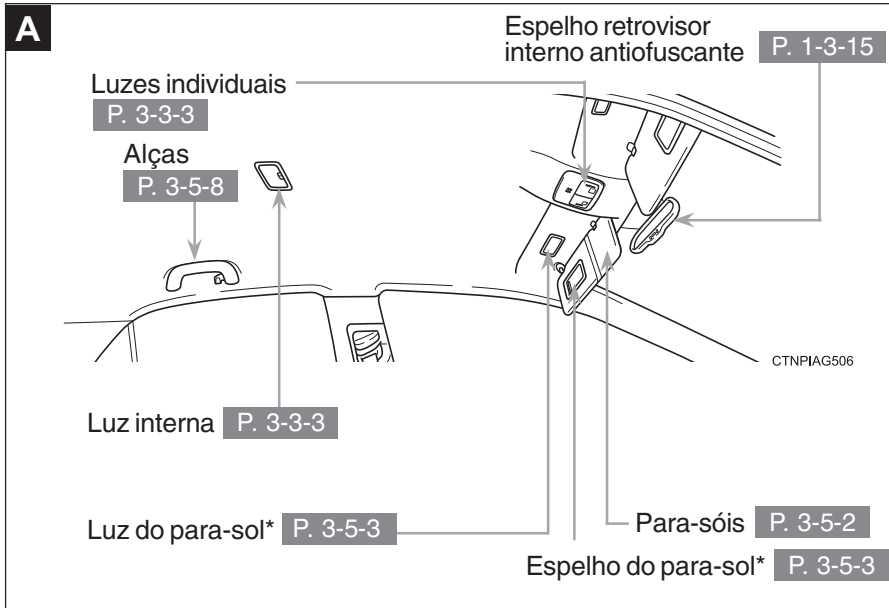 A
Espelho retrovisor
interno antiofuscante P. 1-3-15
Luzes individuais
P. 3-3-3
Alças
P. 3-5-8
CTNPIAG506
Luz interna P. 3-3-3
Luz do para-sol* P. 3-5-3
Para-sóis P. 3-5-2
Espelho do para-sol* P. 3-5-3